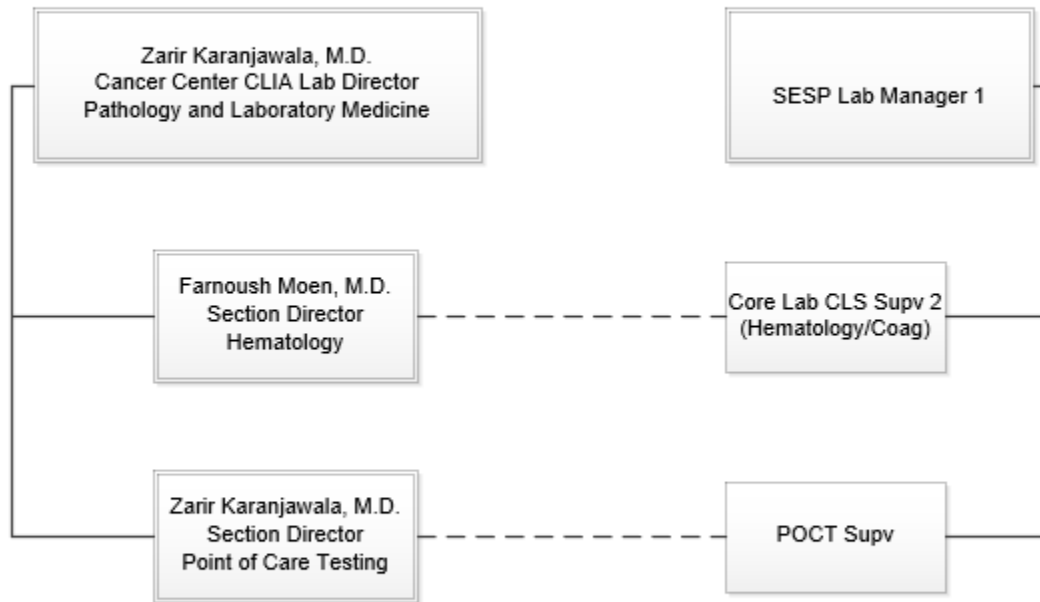 Zarir Karanjawala, M.D.
Cancer Center CLIA Lab Director
Pathology and Laboratory Medicine
SESP Lab Manager 1
Farnoush Moen, M.D.
Section Director
Hematology
Core Lab CLS Supv 2
(Hematology/Coag)
Zarir Karanjawala, M.D.
Section Director
Point of Care Testing
POCT Supv